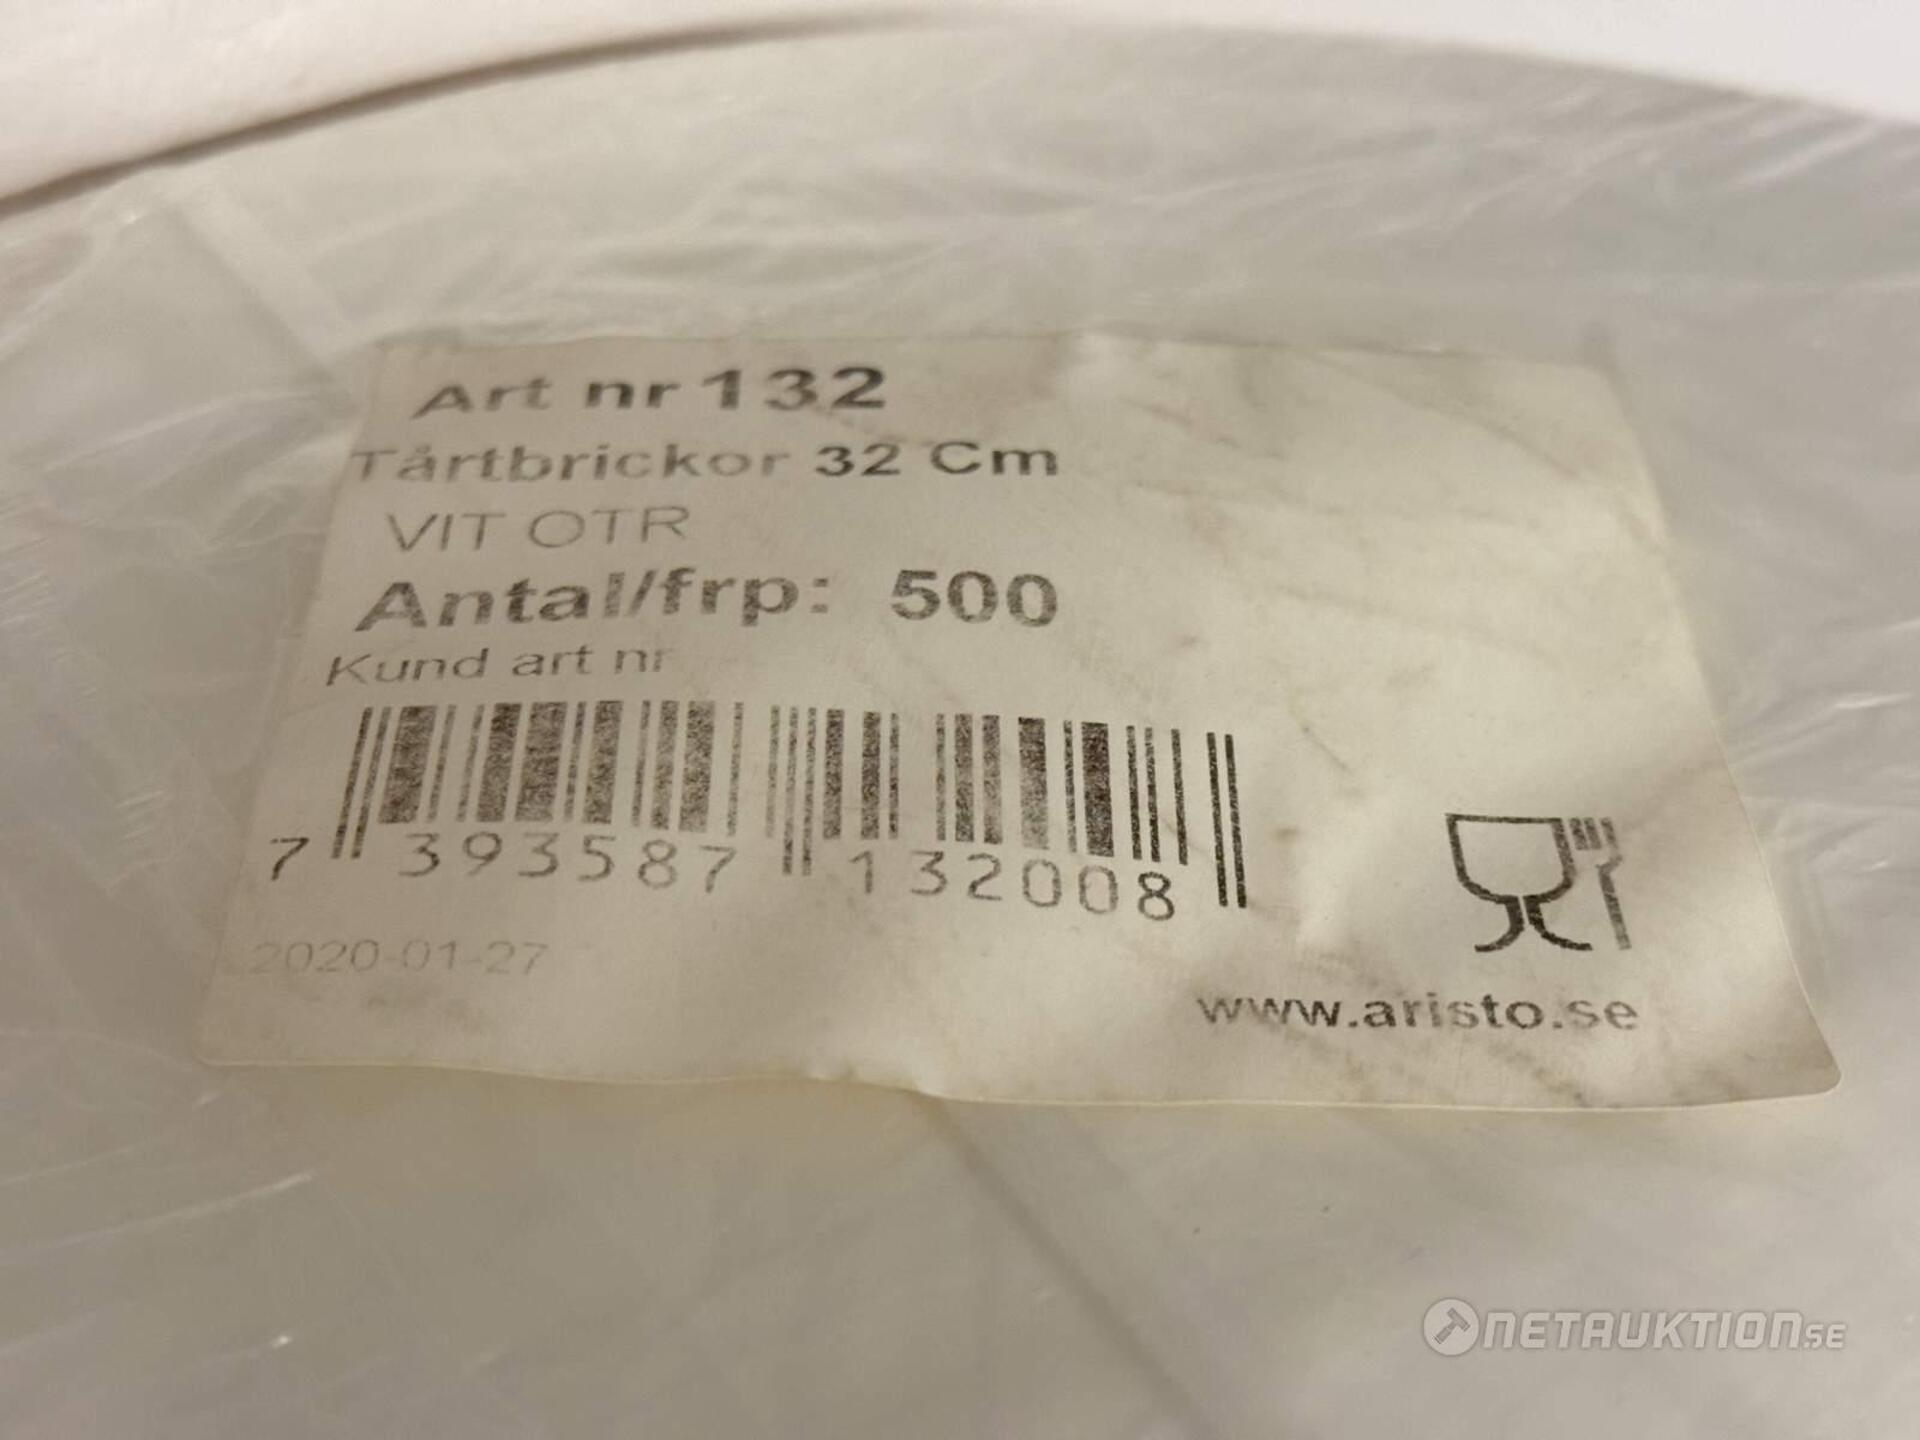 Art nr 132
Tårtbrickor 32 Cm
VIT OTR
Antal/frp: 500
Kund art nr
7 393587 132008
2020-01-27
www.aristo.se
NETAUKTION.SE